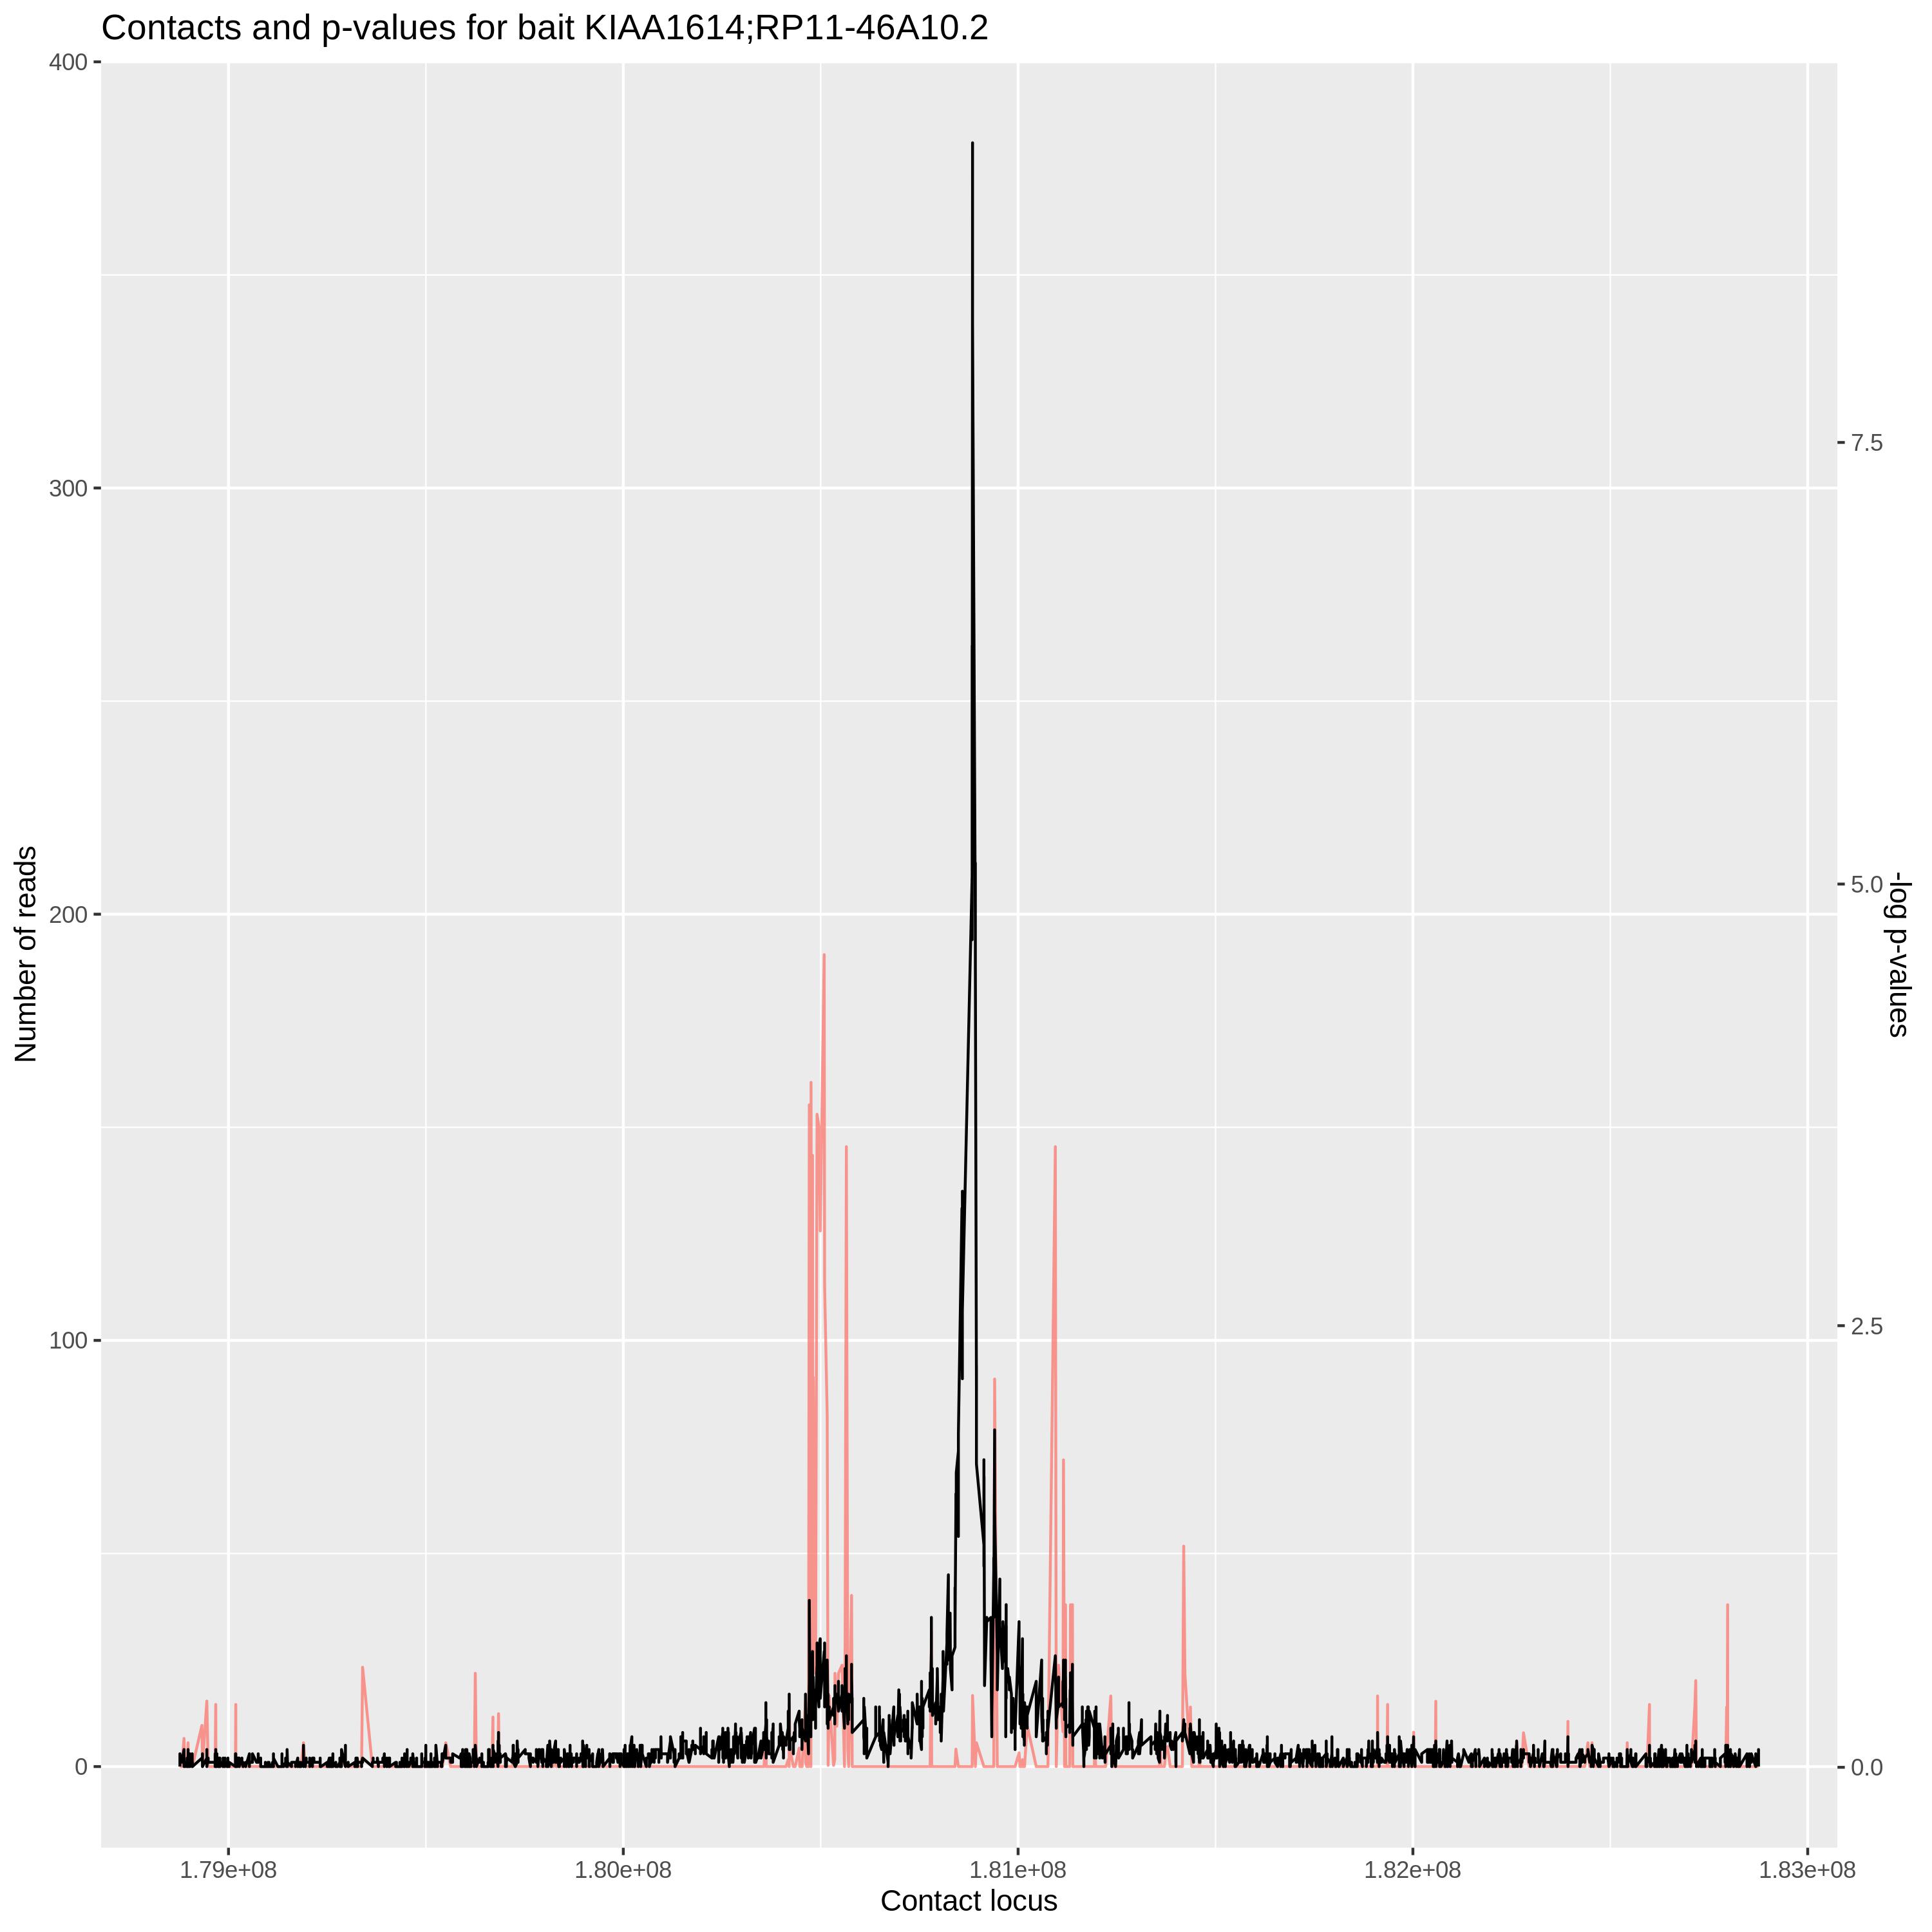 Contacts and p-values for bait KIAA1614;RP11-46A10.2
400
300
200
100
0
Number of reads
7.5
5.0
2.5
0.0
-log p-values
1.79e+08 1.80e+08 1.81e+08 1.82e+08 1.83e+08
Contact locus